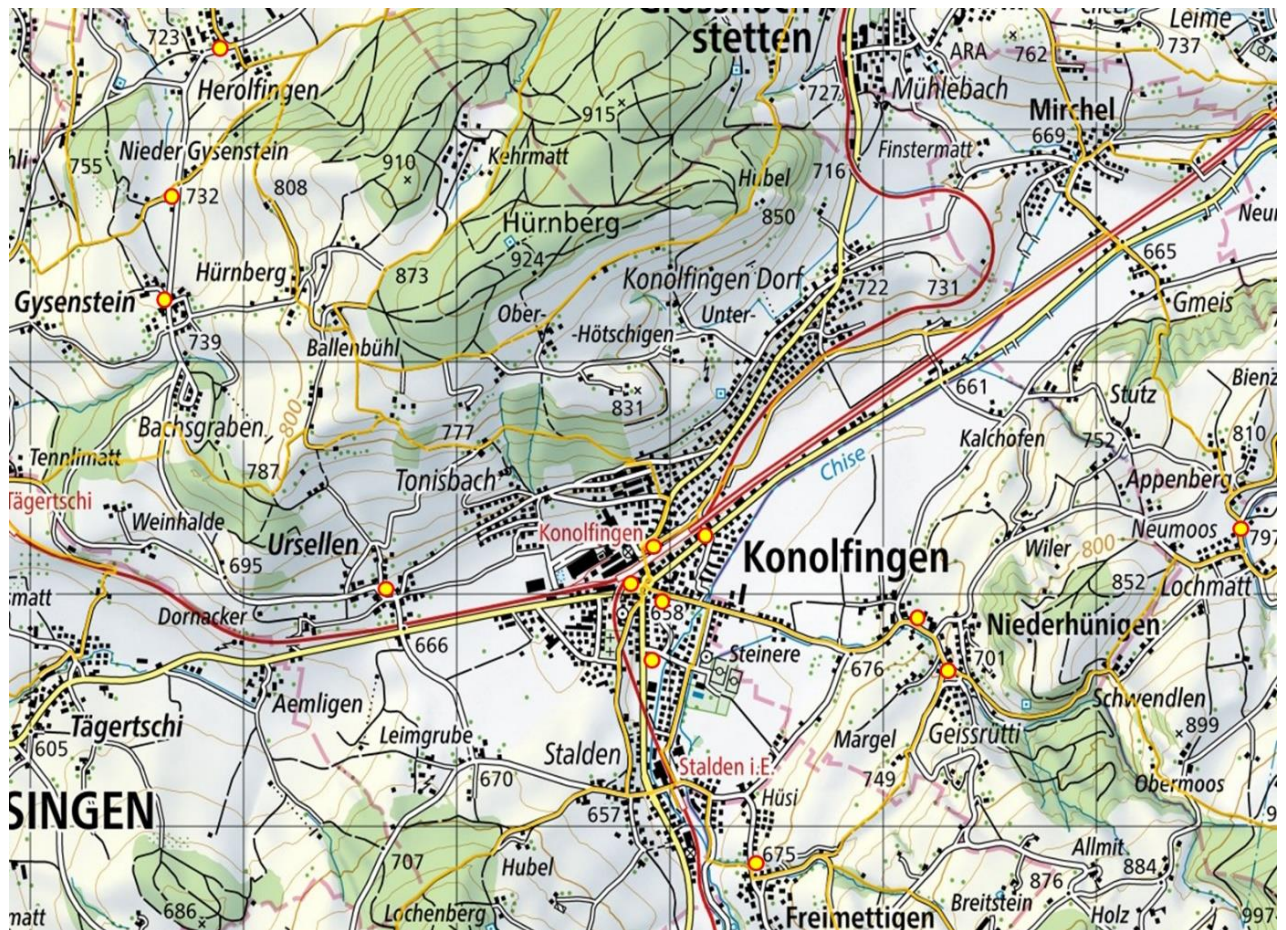 723
stetten
ARA
762
Leime
737
Herolfingen
727
Mühlebach
915
Mirchel
669
Nieder Gysenstein
755
910
Kehrmatt
Finstermatt
732
808
Hubel
716
850
Hürnberg
924
665
Hürnberg
873
Konolfingen Dorf
Gysenstein
722
731
Gmeis
Ober-
-Hötschigen
Unter-
739
Ballenbühl
661
831
Stutz
800
Bachsgraben
777
Kalchofen
752
810
Tennlimatt
787
Tonisbach
Chise
Appenberg
Tägertschi
Weinhalde
Konolfingen
Neumoos
797
Ursellen
Konolfingen
Wiler
800
695
852
Lochmatt
Dornacker
658
Niederhünigen
666
Steinere
676
701
Aemligen
Schwendlen
Tägertschi
Leimgrube
Stalden
Margel
Geissrütti
899
605
670
Stalden i.E.
749
Obermoos
SINGEN
657
Hüsi
707
Hubel
675
Allmit
884
876
686
Lochenberg
Freimettigen
Breitstein
Holz
997